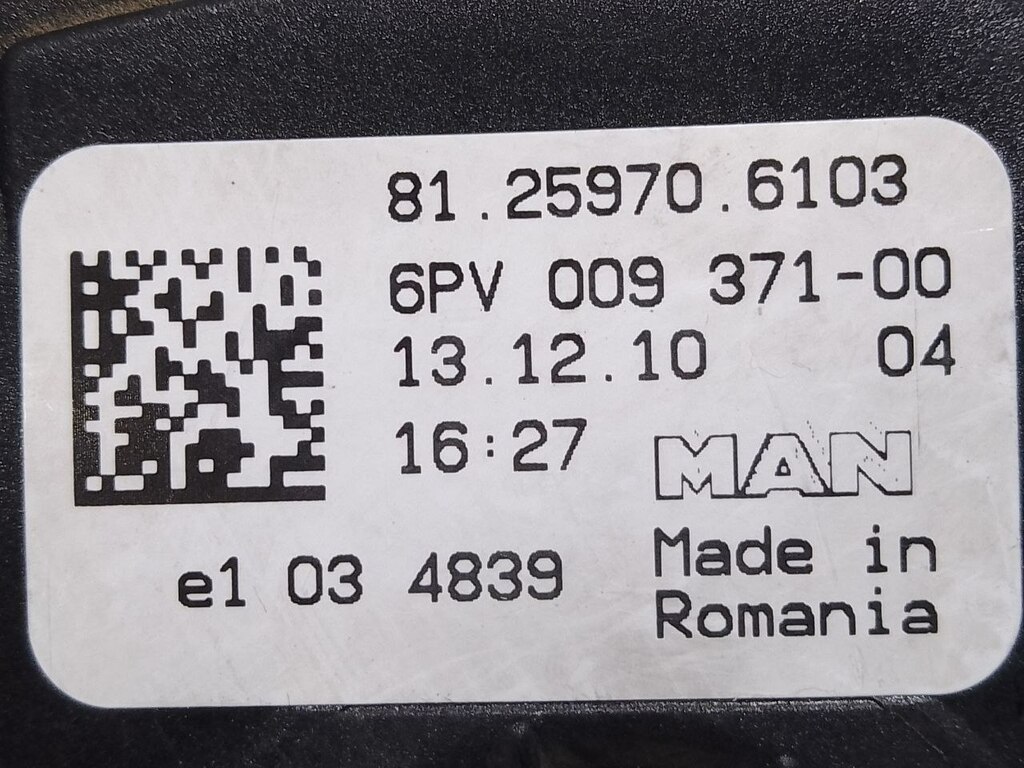 81.25970.6103
6PV 009 371-00
13.12.10 04
16:27
MAN
e1 03 4839
Made in
Romania